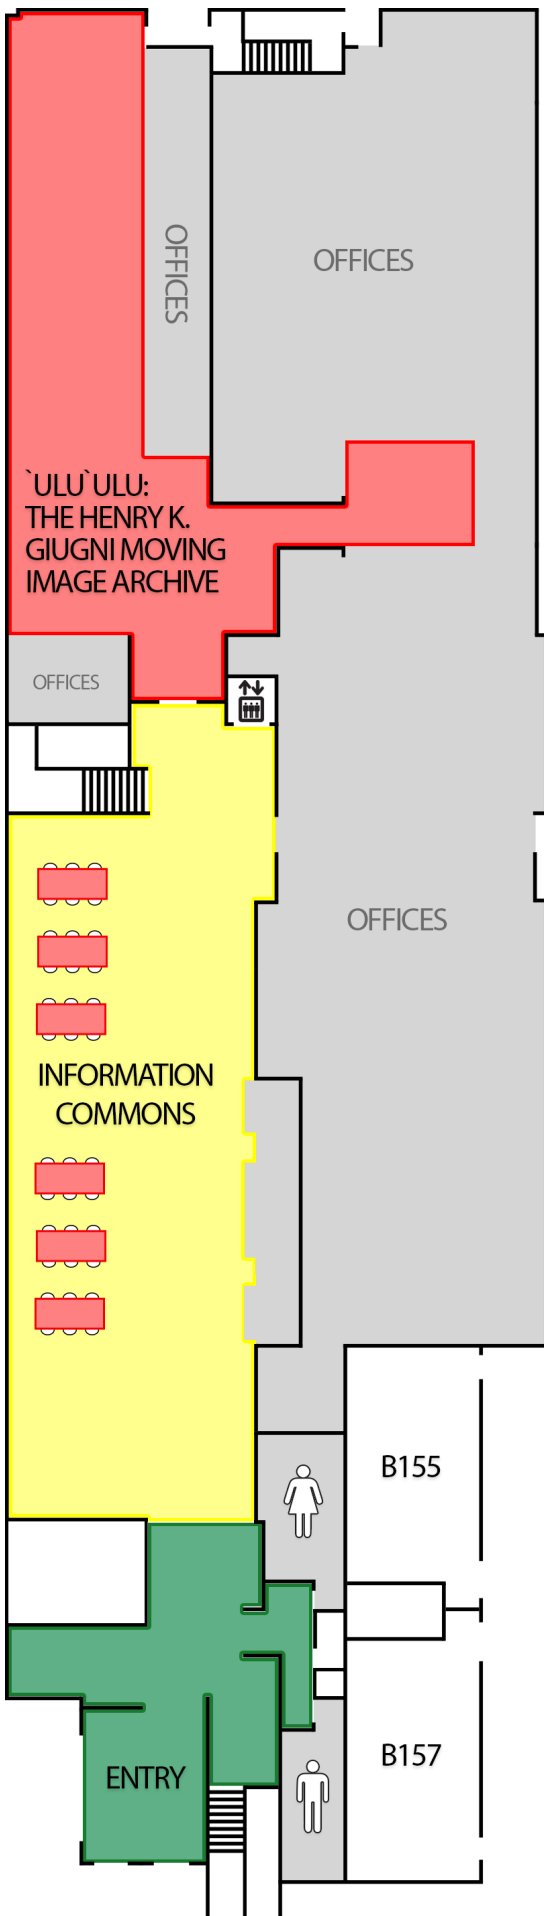 OFFICES
OFFICES
`ULU`ULU:
THE HENRY K.
GIUGNI MOVING
IMAGE ARCHIVE
OFFICES
OFFICES
INFORMATION
COMMONS
B155
B157
ENTRY